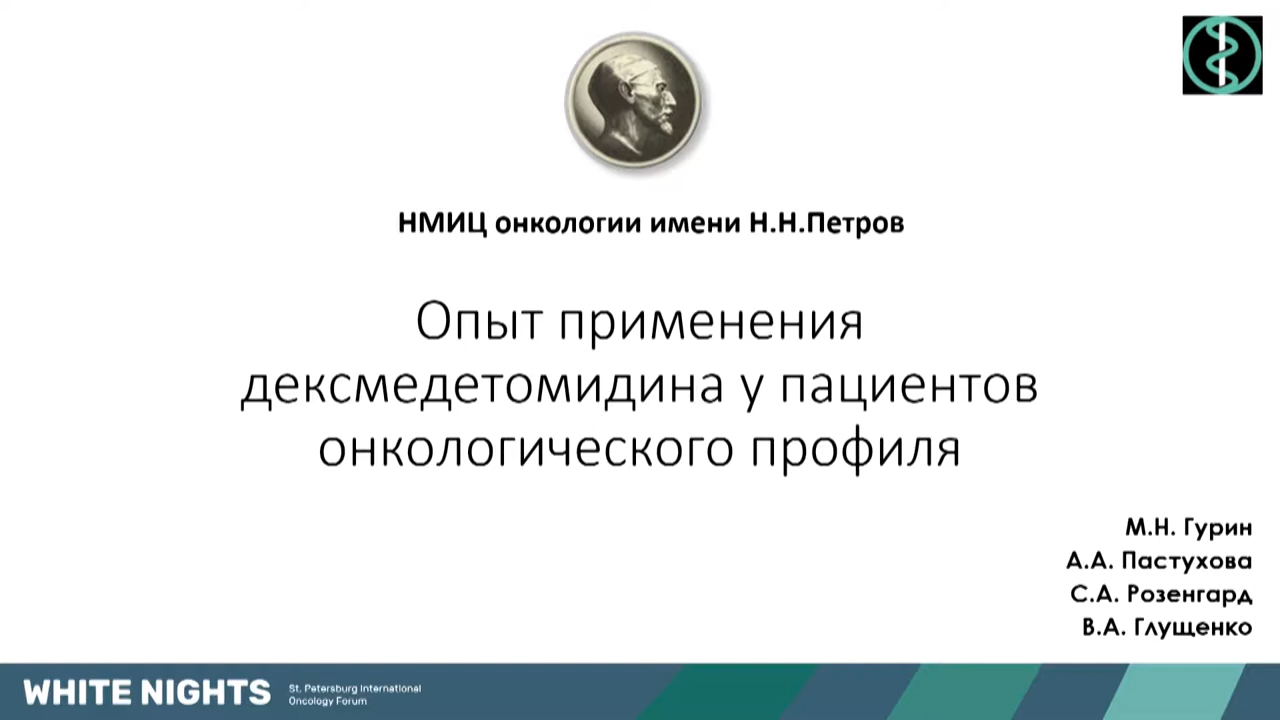 НМИЦ онкологии имени Н.Н.Петров
Опыт применения
дексмедетомидина у пациентов
онкологического профиля
М.Н. Гурин
А.А. Пастухова
С.А. Розенгард
В.А. Глущенко
WHITE NIGHTS
St. Petersburg International
Oncology Forum